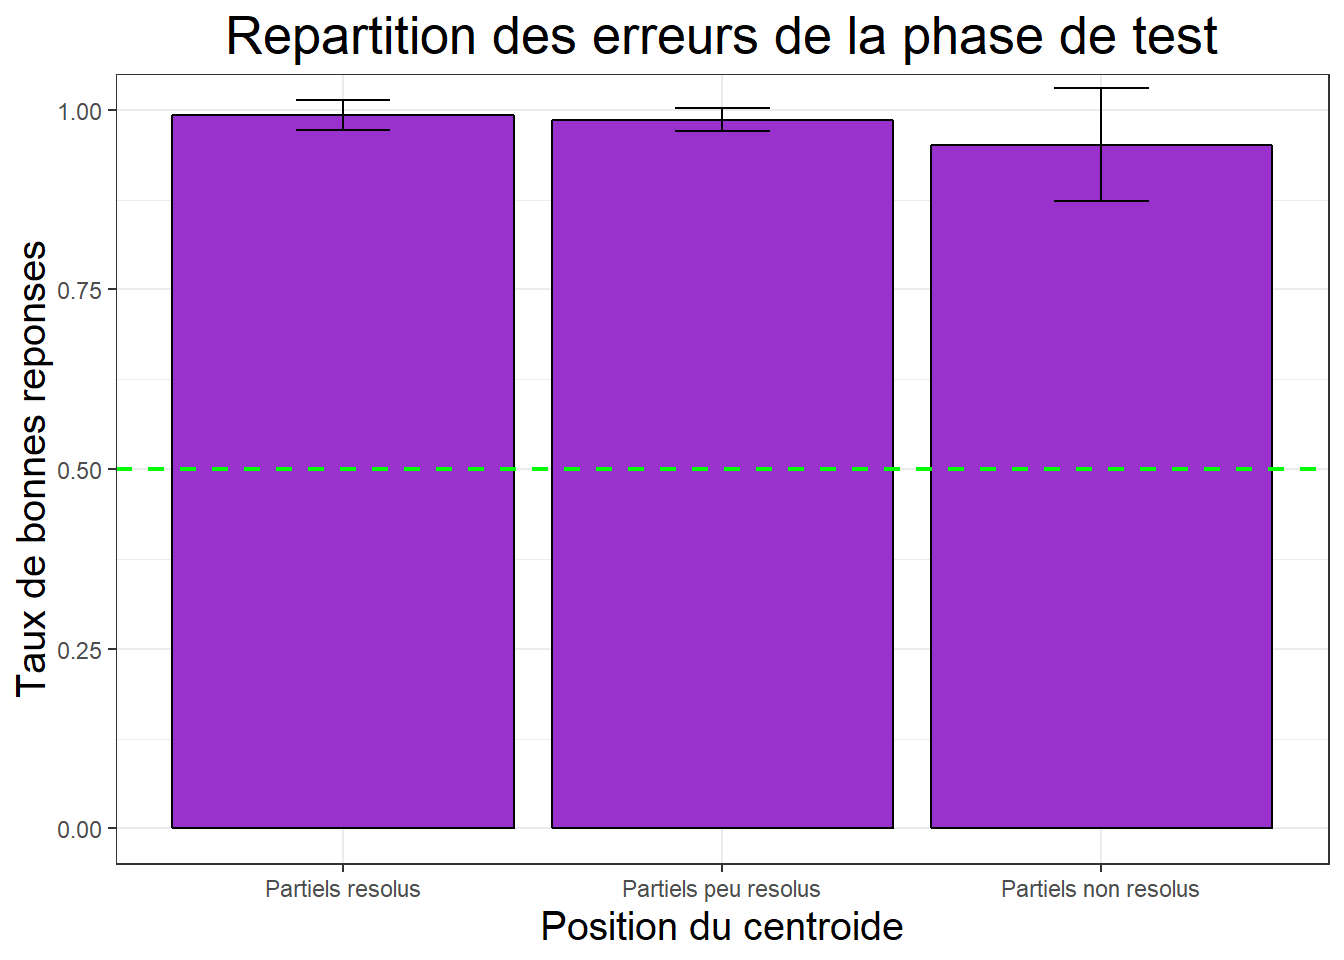 Repartition des erreurs de la phase de test
Taux de bonnes reponses
1.00
0.75
0.50
0.25
0.00
Partiels resolus
Partiels peu resolus
Partiels non resolus
Position du centroide